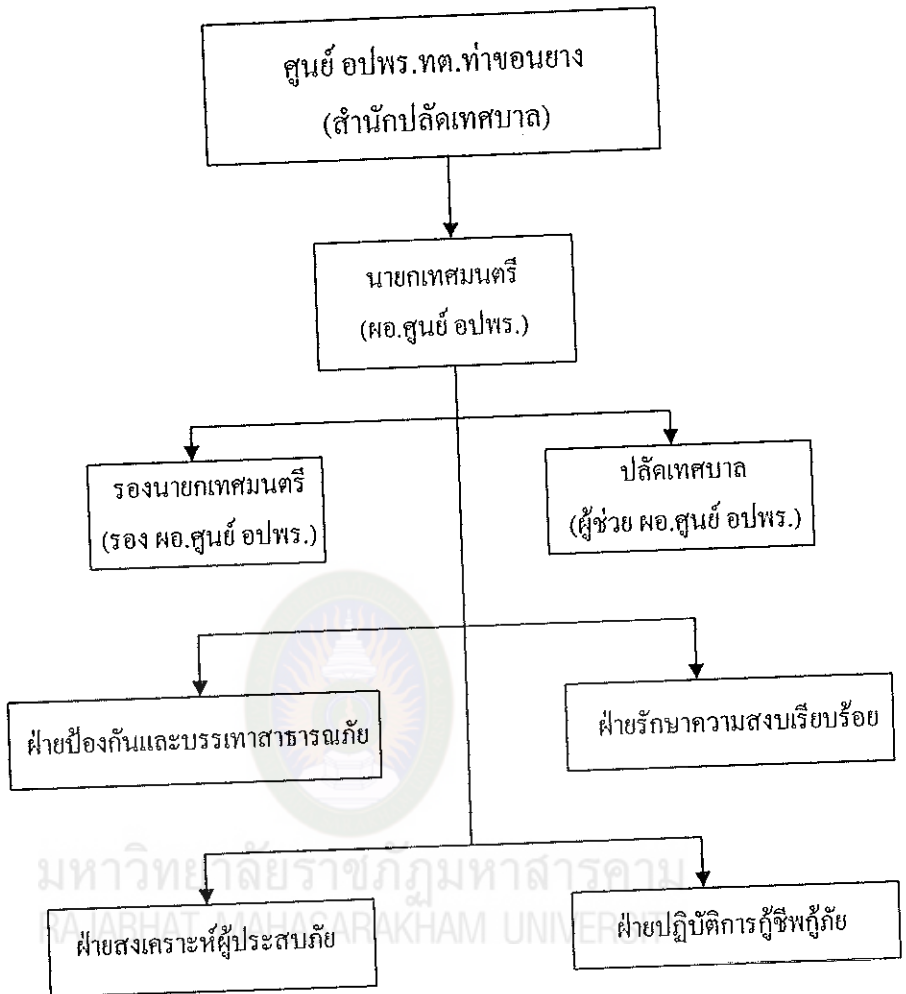 ศูนย์ อปพร.ทต.ท่าขอนยาง
(สำนักปลัดเทศบาล)
นายกเทศมนตรี
(ผอ.ศูนย์ อปพร.)
รองนายกเทศมนตรี
(รอง ผอ.ศูนย์ อปพร.)
ปลัดเทศบาล
(ผู้ช่วย ผอ.ศูนย์ อปพร.)
ฝ่ายป้องกันและบรรเทาสาธารณภัย
ฝ่ายรักษาความสงบเรียบร้อย
มหาวิทยาลัยราชภัฏมหาสารคาม
RAJABHAT MAHASARAKHAM UNIVERSITY
ฝ่ายสงเคราะห์ผู้ประสบภัย
ฝ่ายปฏิบัติการกู้ชีพกู้ภัย